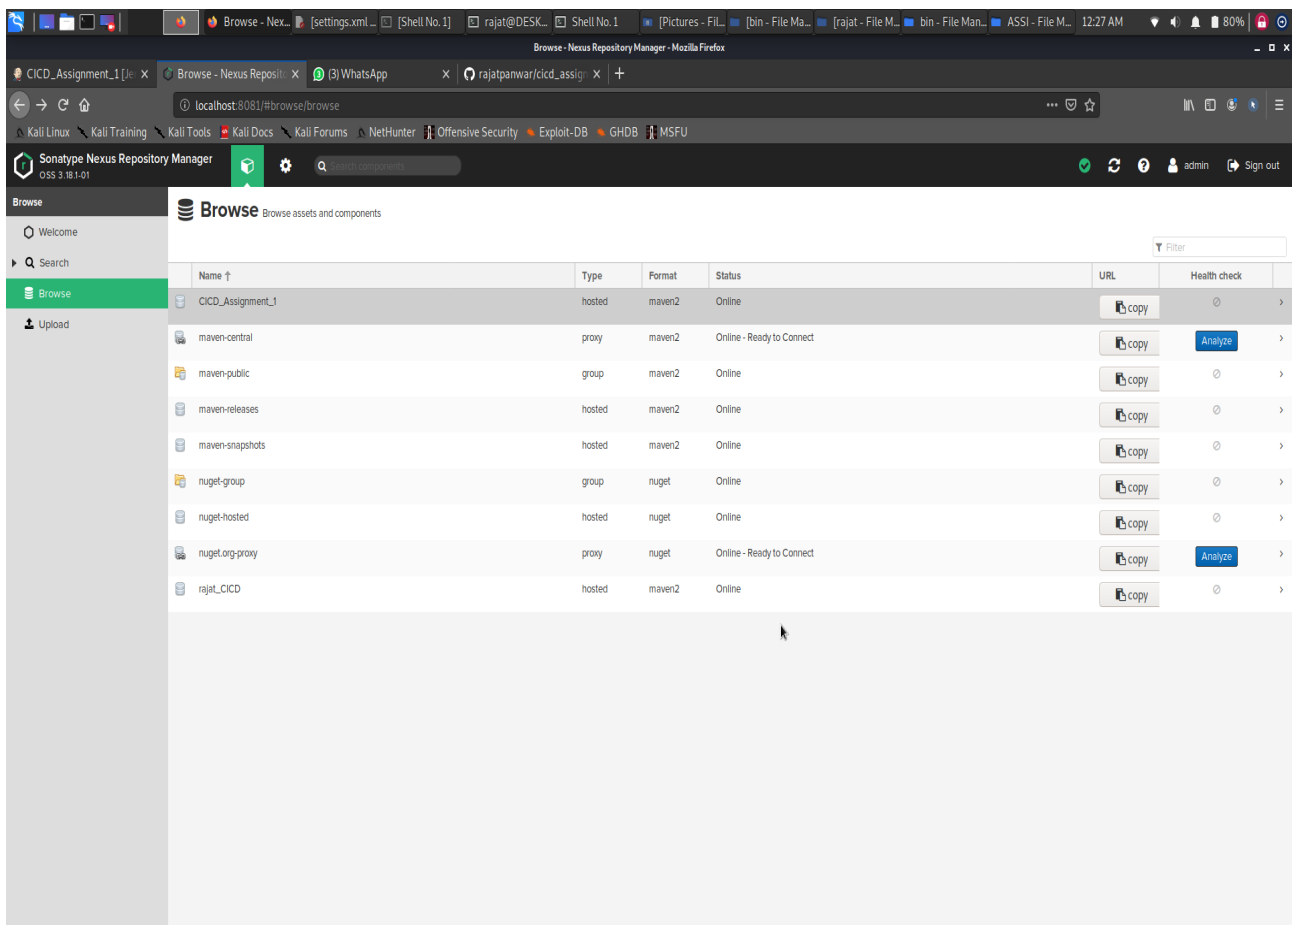 Browse - Nex... [settings.xml ... [Shell No. 1] rajat@DESK... Shell No. 1 [Pictures - Fil... [bin - File Ma... [rajat - File M... bin - File Man... ASSI - File M... 12:27 AM 80%
Browse - Nexus Repository Manager - Mozilla Firefox
CICD_Assignment_1 [Je Browse - Nexus Reposito (3) WhatsApp rajatpanwar/cicd_assign
localhost:8081/#browse/browse
Kali Linux Kali Training Kali Tools Kali Docs Kali Forums NetHunter Offensive Security Exploit-DB GHDB MSFU
Sonatype Nexus Repository Manager
OSS 3.18.1-01
Search components
admin Sign out
Browse
Welcome
Search
Browse
Upload
Browse Browse assets and components
Filter
Name Type Format Status URL Health check
CICD_Assignment_1 hosted maven2 Online copy
maven-central proxy maven2 Online - Ready to Connect copy Analyze
maven-public group maven2 Online copy
maven-releases hosted maven2 Online copy
maven-snapshots hosted maven2 Online copy
nuget-group group nuget Online copy
nuget-hosted hosted nuget Online copy
nuget.org-proxy proxy nuget Online - Ready to Connect copy Analyze
rajat_CICD hosted maven2 Online copy